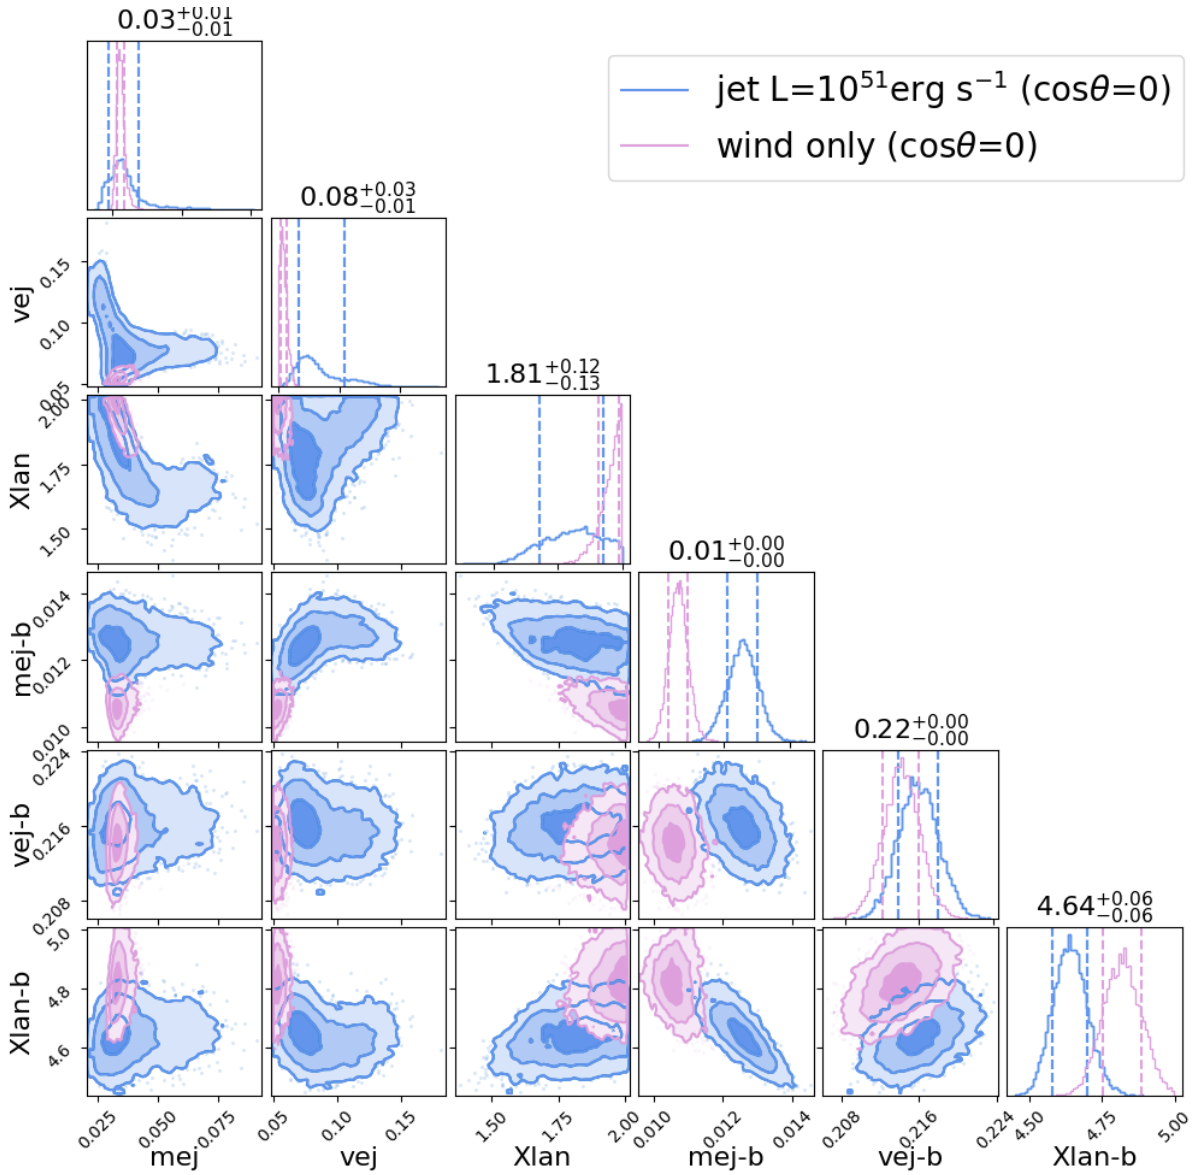 0.03+0.01−0.01
jet L=10⁵¹erg s⁻¹ (cosθ=0)
wind only (cosθ=0)
0.08+0.03−0.01
vej
0.15
0.10
0.05
1.81+0.12−0.13
Xlan
2.00
1.75
1.50
0.01+0.00−0.00
mej-b
0.014
0.012
0.010
0.22+0.00−0.00
vej-b
0.224
0.216
0.208
4.64+0.06−0.06
Xlan-b
5.0
4.8
4.6
0.025 0.050 0.075 0.05 0.10 0.15 1.50 1.75 2.00 0.010 0.012 0.014 0.208 0.216 0.224 4.50 4.75 5.00
mej vej Xlan mej-b vej-b Xlan-b